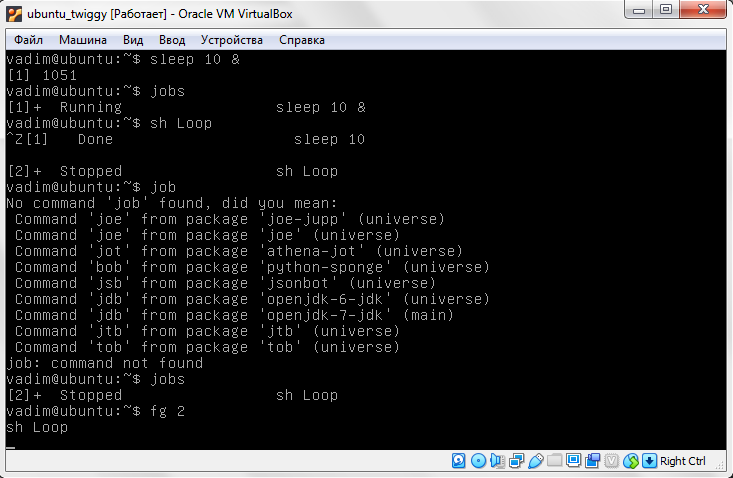 ubuntu_twiggy [Работает] - Oracle VM VirtualBox
Файл Машина Вид Ввод Устройства Справка
vadim@ubuntu:~$ sleep 10 &
[1] 1051
vadim@ubuntu:~$ jobs
[1]+  Running                 sleep 10 &
vadim@ubuntu:~$ sh Loop
^Z[1]   Done                    sleep 10
[2]+  Stopped                 sh Loop
vadim@ubuntu:~$ job
No command 'job' found, did you mean:
 Command 'joe' from package 'joe-jupp' (universe)
 Command 'joe' from package 'joe' (universe)
 Command 'jot' from package 'athena-jot' (universe)
 Command 'bob' from package 'python-sponge' (universe)
 Command 'jsb' from package 'jsonbot' (universe)
 Command 'jdb' from package 'openjdk-6-jdk' (universe)
 Command 'jdb' from package 'openjdk-7-jdk' (main)
 Command 'jtb' from package 'jtb' (universe)
 Command 'tob' from package 'tob' (universe)
job: command not found
vadim@ubuntu:~$ jobs
[2]+  Stopped                 sh Loop
vadim@ubuntu:~$ fg 2
sh Loop
Right Ctrl